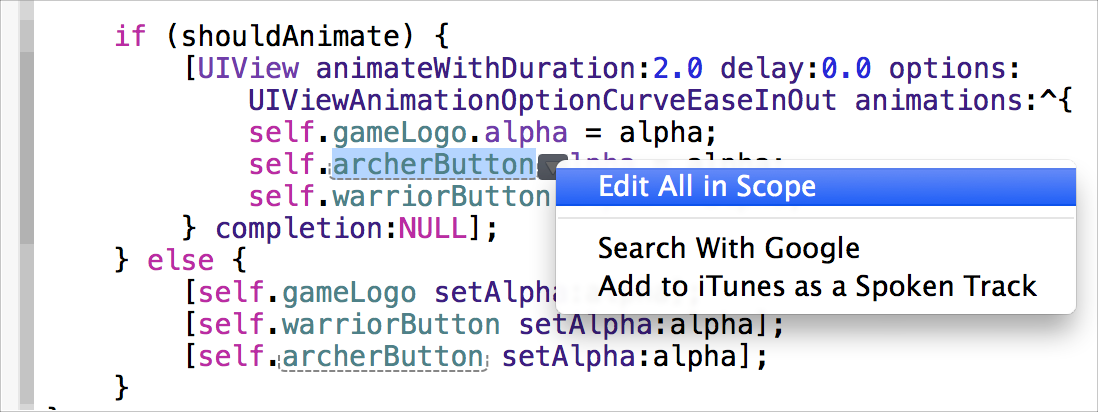 if (shouldAnimate) {
[UIView animateWithDuration:2.0 delay:0.0 options:
UIViewAnimationOptionCurveEaseInOut animations:^{
self.gameLogo.alpha = alpha;
self.archerButton
Edit All in Scope
self.warriorButton
} completion:NULL];
Search With Google
} else {
Add to iTunes as a Spoken Track
[self.gameLogo setAlpha
[self.warriorButton setAlpha:alpha];
[self.archerButton setAlpha:alpha];
}